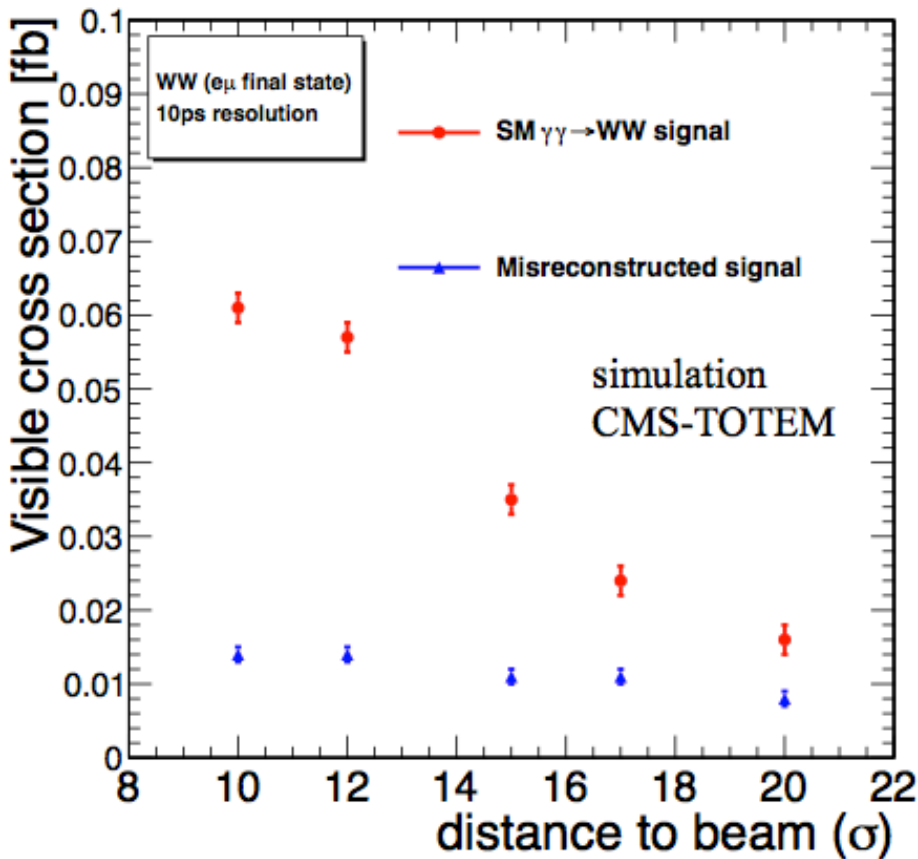 WW (eμ final state)
10ps resolution
SM γγ→WW signal
Misreconstructed signal
simulation
CMS-TOTEM
Visible cross section [fb]
0.1
0.09
0.08
0.07
0.06
0.05
0.04
0.03
0.02
0.01
0
8 10 12 14 16 18 20 22
distance to beam (σ)